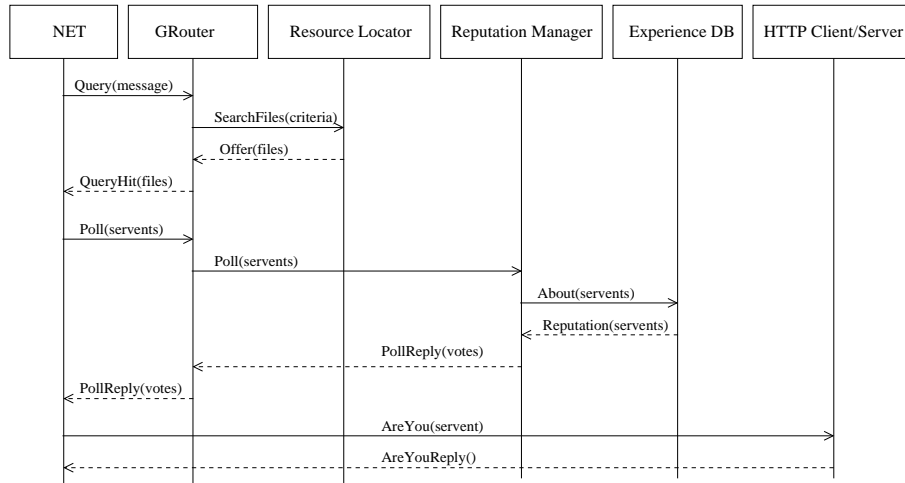 NET GRouter Resource Locator Reputation Manager Experience DB HTTP Client/Server
Query(message)
SearchFiles(criteria)
Offer(files)
QueryHit(files)
Poll(servents)
Poll(servents)
About(servents)
Reputation(servents)
PollReply(votes)
PollReply(votes)
AreYou(servent)
AreYouReply()